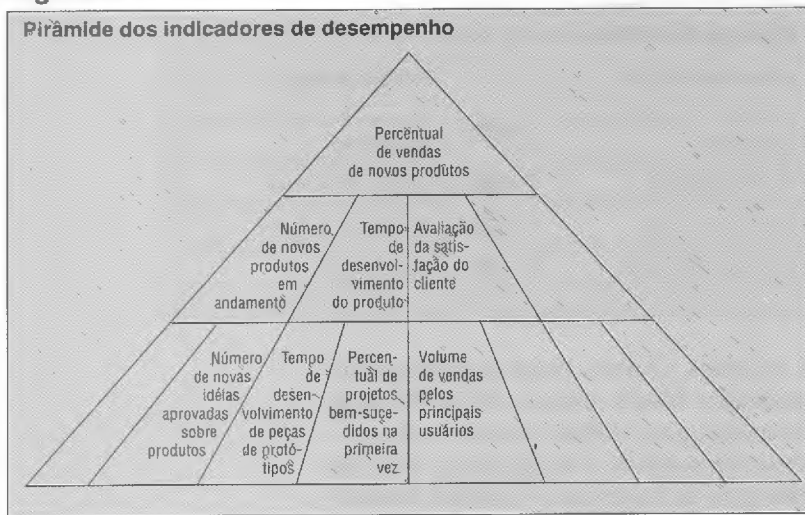 Pirâmide dos indicadores de desempenho
Percentual
de vendas
de novos produtos
Número
de novos
produtos
em
andamento
Tempo
de
desenvol-
vimento
do produto
Avaliação
da satis-
fação do
cliente
Número
de novas
idéias
aprovadas
sobre
produtos
Tempo
de
desen-
volvimento
de peças
de protó-
tipos
Percen-
tual de
projetos
bem-suce-
didos na
primeira
vez
Volume
de vendas
pelos
principais
usuários